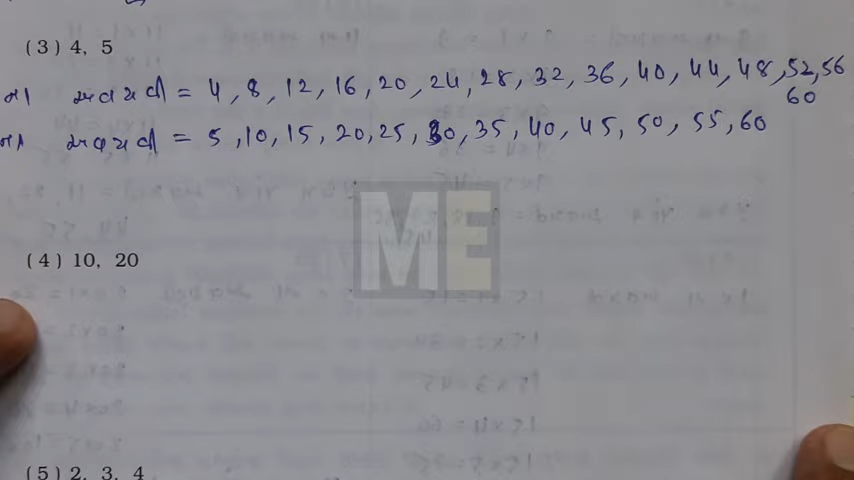 (3) 4, 5
ના અવયવી = 4, 8, 12, 16, 20, 24, 28, 32, 36, 40, 44, 48, 52, 56
60
ના અવયવી = 5, 10, 15, 20, 25, 30, 35, 40, 45, 50, 55, 60
ME
(4) 10, 20
(5) 2, 3, 4